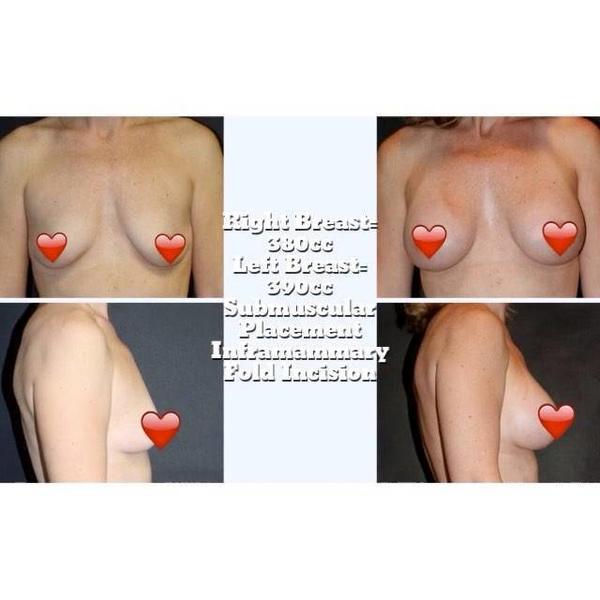 Right Breast=
380cc
Left Breast=
390cc
Submuscular
Placement
Inframammary
Fold Incision